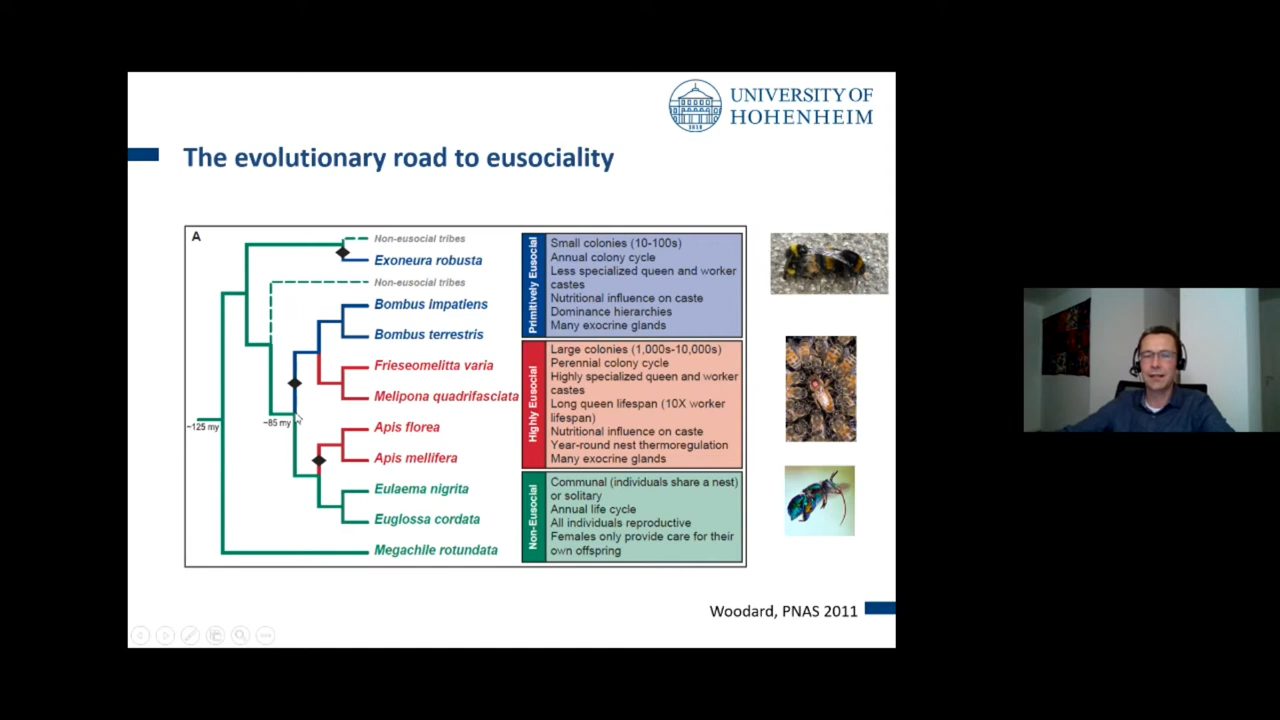 UNIVERSITY OF
HOHENHEIM
1818
The evolutionary road to eusociality
A
Non-eusocial tribes
Exoneura robusta
Non-eusocial tribes
Bombus impatiens
Bombus terrestris
Frieseomelitta varia
Melipona quadrifasciata
Apis florea
Apis mellifera
Eulaema nigrita
Euglossa cordata
Megachile rotundata
~125 my
~85 my
Primitively Eusocial
Small colonies (10-100s)
Annual colony cycle
Less specialized queen and worker
castes
Nutritional influence on caste
Dominance hierarchies
Many exocrine glands
Highly Eusocial
Large colonies (1,000s-10,000s)
Perennial colony cycle
Highly specialized queen and worker
castes
Long queen lifespan (10X worker
lifespan)
Nutritional influence on caste
Year-round nest thermoregulation
Many exocrine glands
Non-Eusocial
Communal (individuals share a nest)
or solitary
Annual life cycle
All individuals reproductive
Females only provide care for their
own offspring
Woodard, PNAS 2011